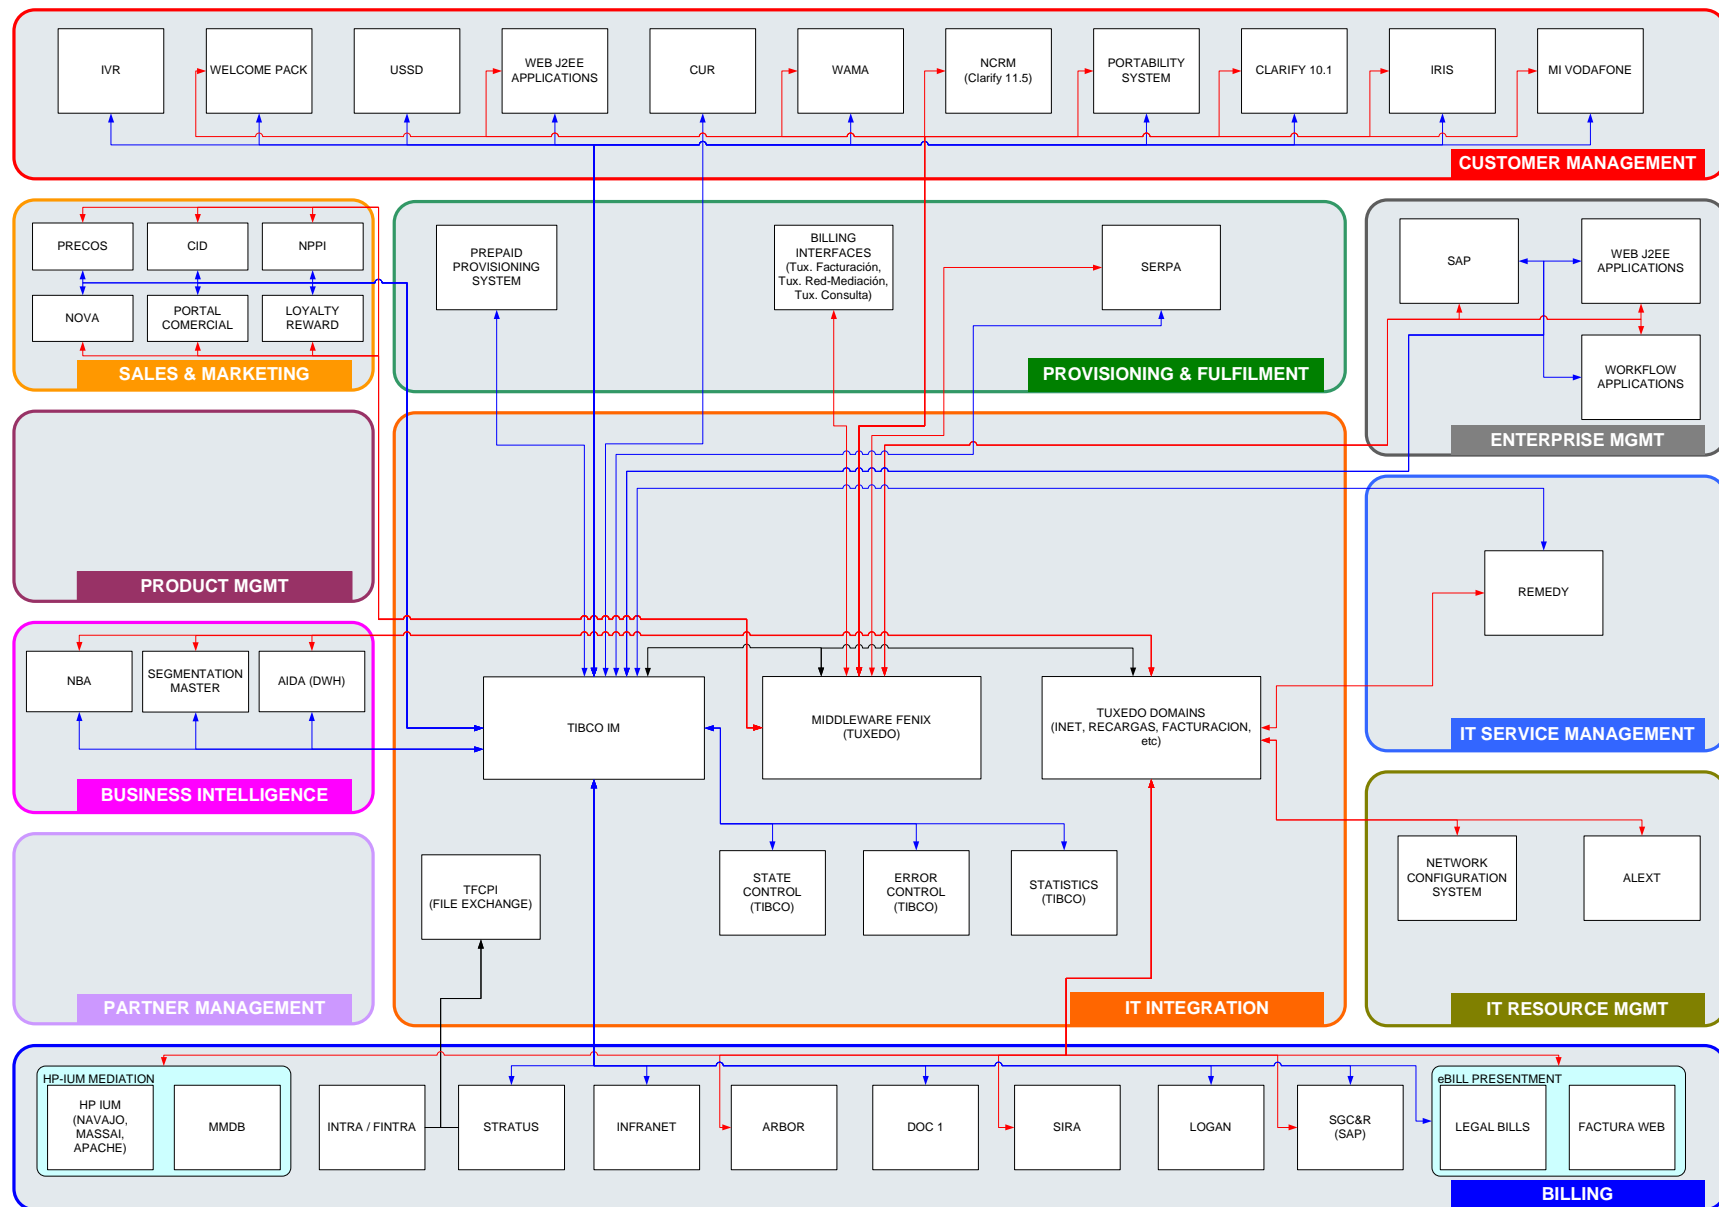 IVR
WELCOME PACK
USSD
WEB J2EE
APPLICATIONS
CUR
WAMA
NCRM
(Clarify 11.5)
PORTABILITY
SYSTEM
CLARIFY 10.1
IRIS
MI VODAFONE
CUSTOMER MANAGEMENT
PRECOS
CID
NPPI
NOVA
PORTAL
COMERCIAL
LOYALTY
REWARD
SALES & MARKETING
PREPAID
PROVISIONING
SYSTEM
BILLING
INTERFACES
(Tux. Facturación,
Tux. Red-Mediación,
Tux. Consulta)
SERPA
PROVISIONING & FULFILMENT
SAP
WEB J2EE
APPLICATIONS
WORKFLOW
APPLICATIONS
ENTERPRISE MGMT
PRODUCT MGMT
REMEDY
IT SERVICE MANAGEMENT
NBA
SEGMENTATION
MASTER
AIDA (DWH)
BUSINESS INTELLIGENCE
TIBCO IM
MIDDLEWARE FENIX
(TUXEDO)
TUXEDO DOMAINS
(INET, RECARGAS, FACTURACION,
etc)
STATE
CONTROL
(TIBCO)
ERROR
CONTROL
(TIBCO)
STATISTICS
(TIBCO)
TFCPI
(FILE EXCHANGE)
IT INTEGRATION
NETWORK
CONFIGURATION
SYSTEM
ALEXT
IT RESOURCE MGMT
PARTNER MANAGEMENT
HP-IUM MEDIATION
HP IUM
(NAVAJO,
MASSAI,
APACHE)
MMDB
INTRA / FINTRA
STRATUS
INFRANET
ARBOR
DOC 1
SIRA
LOGAN
SGC&R
(SAP)
eBILL PRESENTMENT
LEGAL BILLS
FACTURA WEB
BILLING